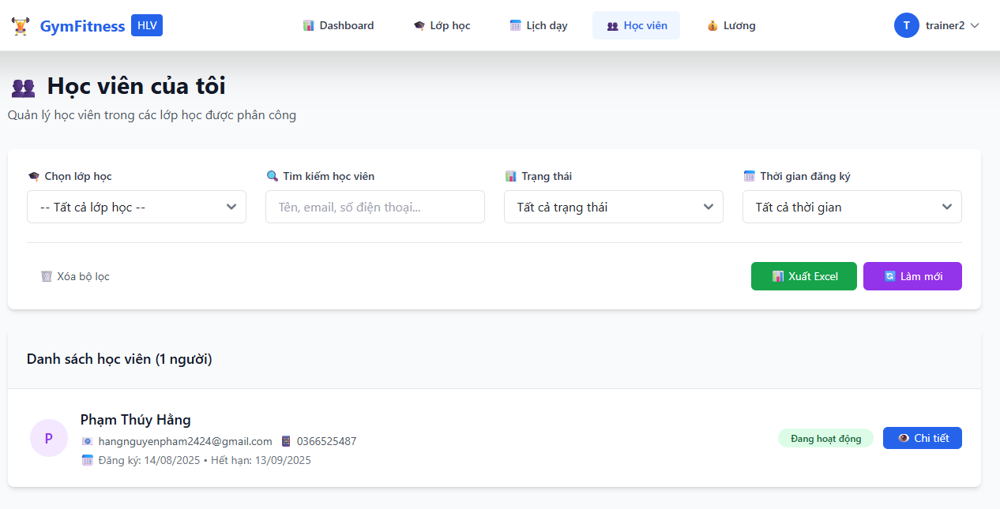 GymFitness HLV Dashboard Lớp học Lịch dạy Học viên Lương T trainer2
Học viên của tôi
Quản lý học viên trong các lớp học được phân công
Chọn lớp học Tìm kiếm học viên Trạng thái Thời gian đăng ký
-- Tất cả lớp học -- Tên, email, số điện thoại... Tất cả trạng thái Tất cả thời gian
Xóa bộ lọc Xuất Excel Làm mới
Danh sách học viên (1 người)
Phạm Thúy Hằng
P hangnguyenpham2424@gmail.com 0366525487 Đang hoạt động Chi tiết
Đăng ký: 14/08/2025 • Hết hạn: 13/09/2025